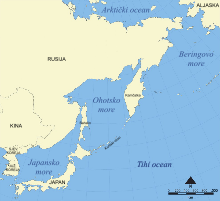 Arktički ocean
ALJASKA
RUSIJA
Beringovo
more
Ohotsko
more
Kamčatka
KINA
Japansko
more
JAPAN
Tihi ocean